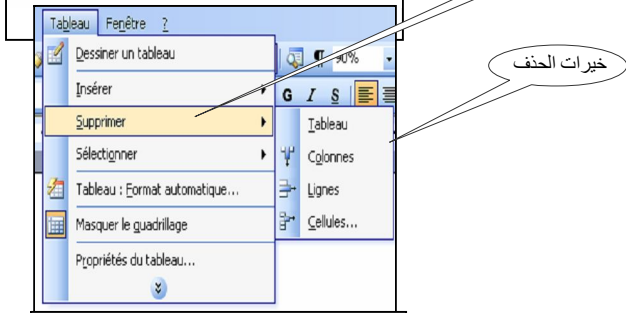 Tableau Fenêtre ?
Dessiner un tableau
Insérer
Supprimer
Sélectionner
Tableau : Format automatique...
Masquer le quadrillage
Propriétés du tableau...
¶ 90%
G I S
Tableau
Colonnes
Lignes
Cellules...
خيرات الحذف